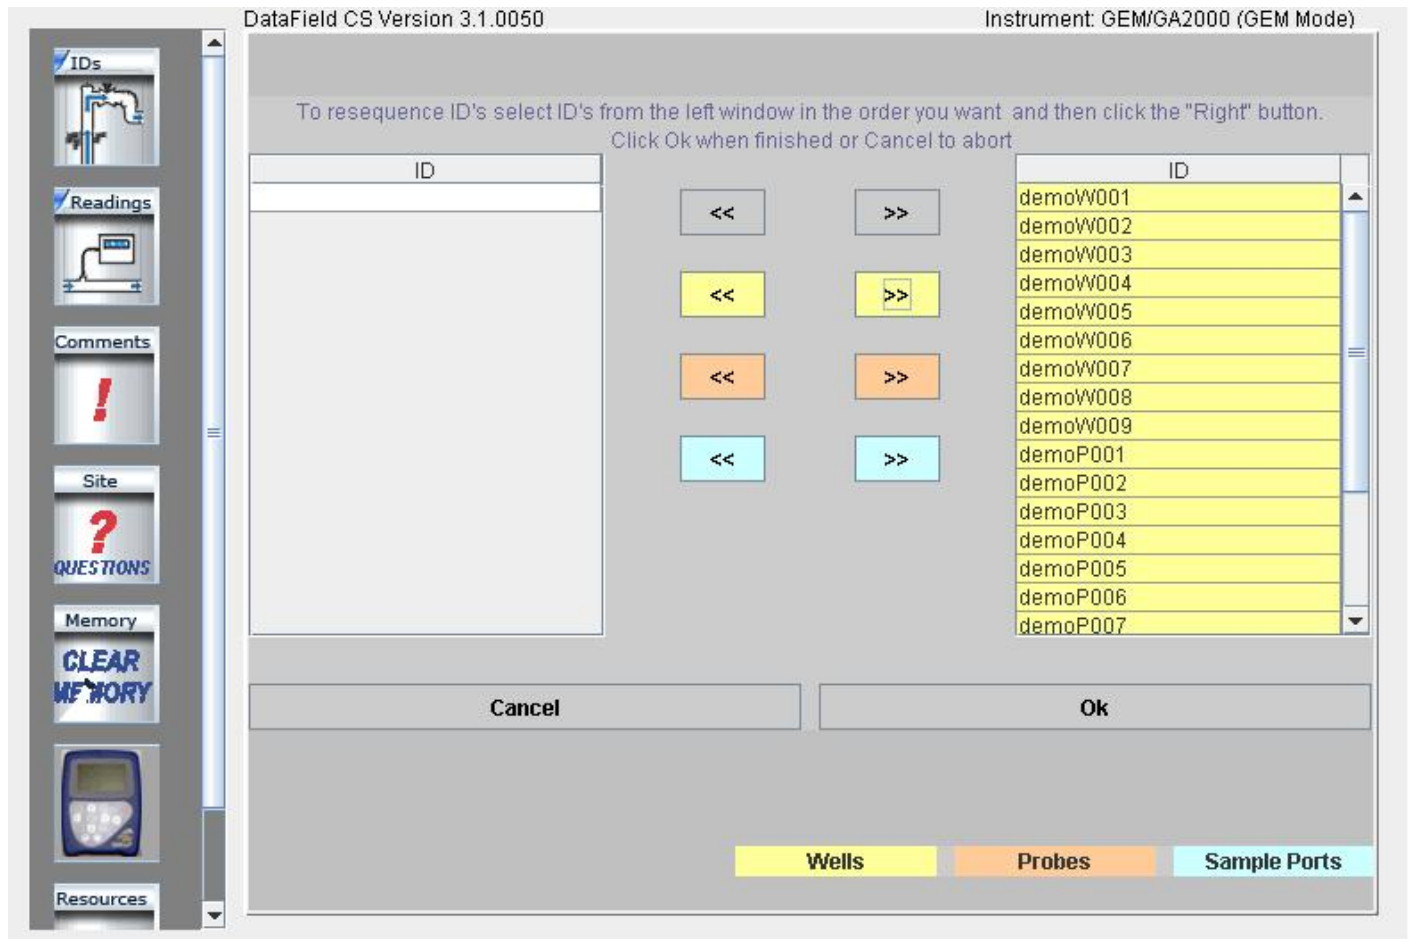 DataField CS Version 3.1.0050
Instrument: GEM/GA2000 (GEM Mode)
IDs
Readings
Comments
!
Site
?
QUESTIONS
Memory
CLEAR
MEMORY
Resources
To resequence ID's select ID's from the left window in the order you want and then click the "Right" button.
Click Ok when finished or Cancel to abort
ID
<< >>
<< >>
<< >>
<< >>
ID
demoW001
demoW002
demoW003
demoW004
demoW005
demoW006
demoW007
demoW008
demoW009
demoP001
demoP002
demoP003
demoP004
demoP005
demoP006
demoP007
Cancel
Ok
Wells
Probes
Sample Ports